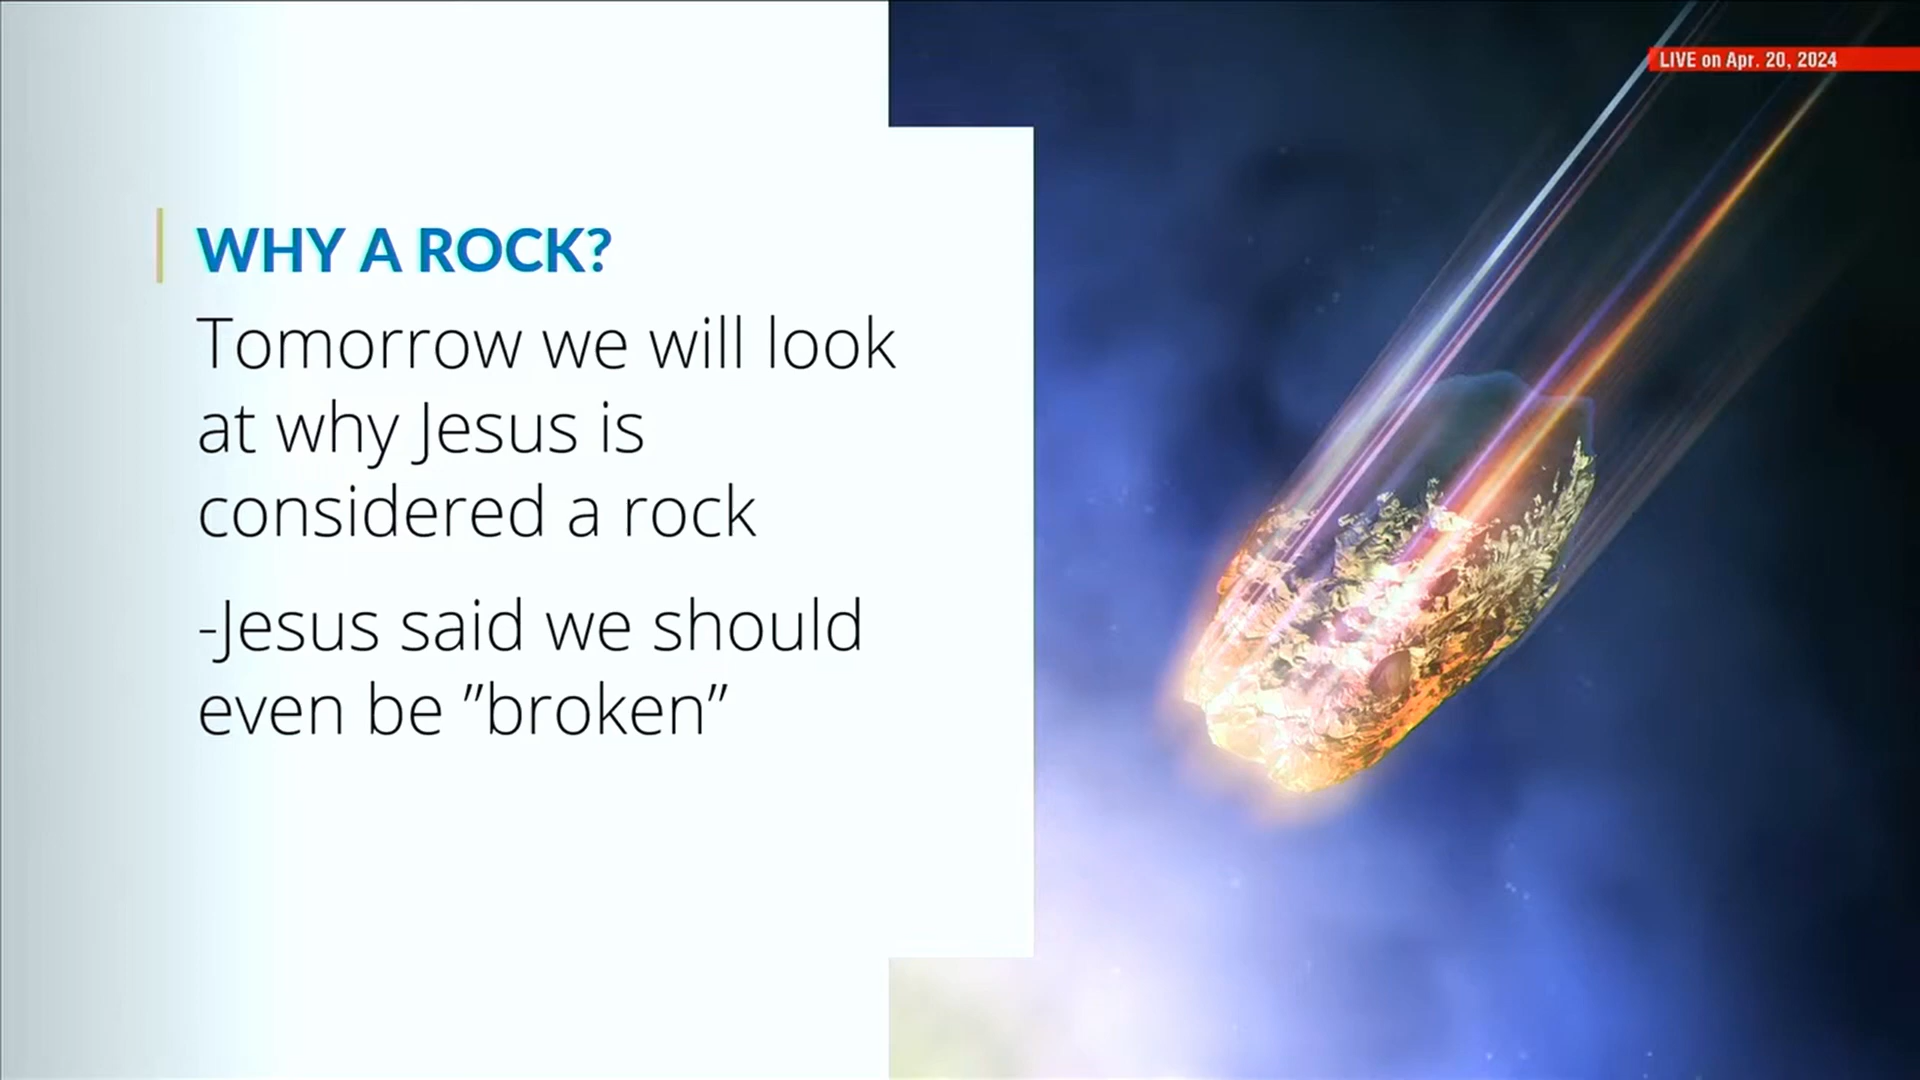 LIVE on Apr. 20, 2024
WHY A ROCK?
Tomorrow we will look
at why Jesus is
considered a rock
-Jesus said we should
even be ”broken”